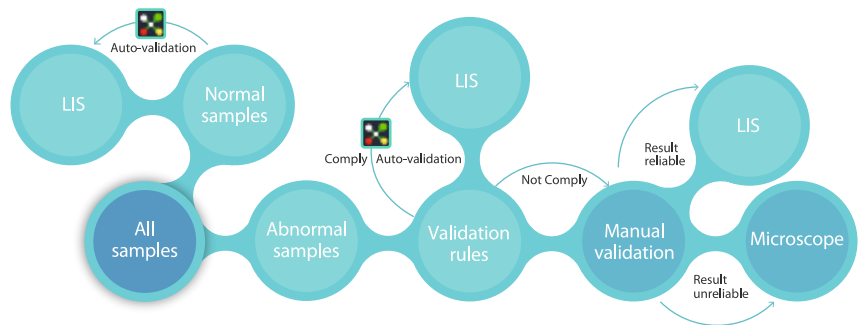 Auto-validation
LIS
Normal
samples
All
samples
Abnormal
samples
Comply
Auto-validation
LIS
Validation
rules
Not Comply
Manual
validation
Result
reliable
LIS
Microscope
Result
unreliable